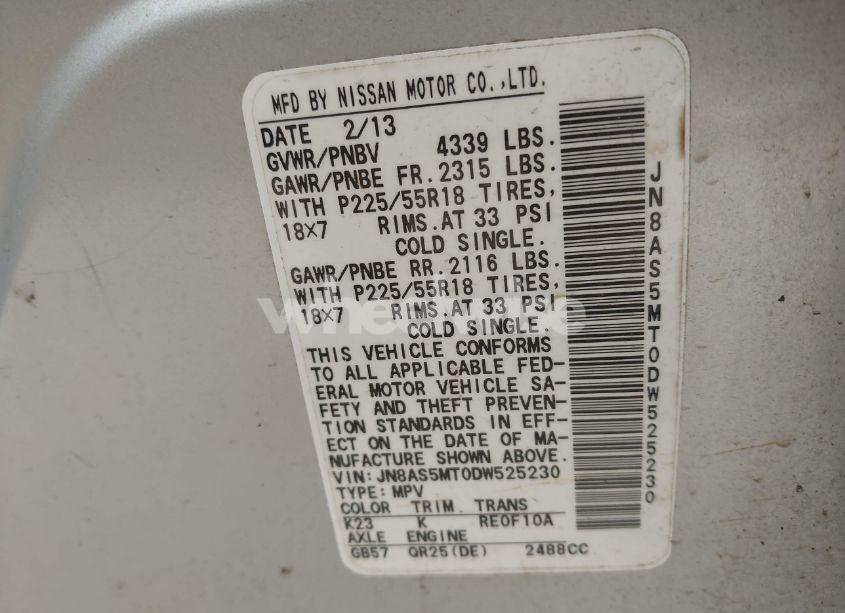 MFD BY NISSAN MOTOR CO.,LTD.
DATE 2/13
GVWR/PNBV 4339 LBS.
GAWR/PNBE FR.2315 LBS.
WITH P225/55R18 TIRES,
18X7 RIMS.AT 33 PSI
COLD SINGLE.
GAWR/PNBE RR.2116 LBS.
WITH P225/55R18 TIRES,
18X7 RIMS.AT 33 PSI
COLD SINGLE.
THIS VEHICLE CONFORMS
TO ALL APPLICABLE FED-
ERAL MOTOR VEHICLE SA-
FETY AND THEFT PREVEN-
TION STANDARDS IN EFF-
ECT ON THE DATE OF MA-
NUFACTURE SHOWN ABOVE.
VIN:JN8AS5MT0DW525230
TYPE:MPV
COLOR TRIM TRANS
K23 K RE0F10A
AXLE ENGINE
GB57 QR25(DE) 2488CC
JN8AS5MT0DW525230